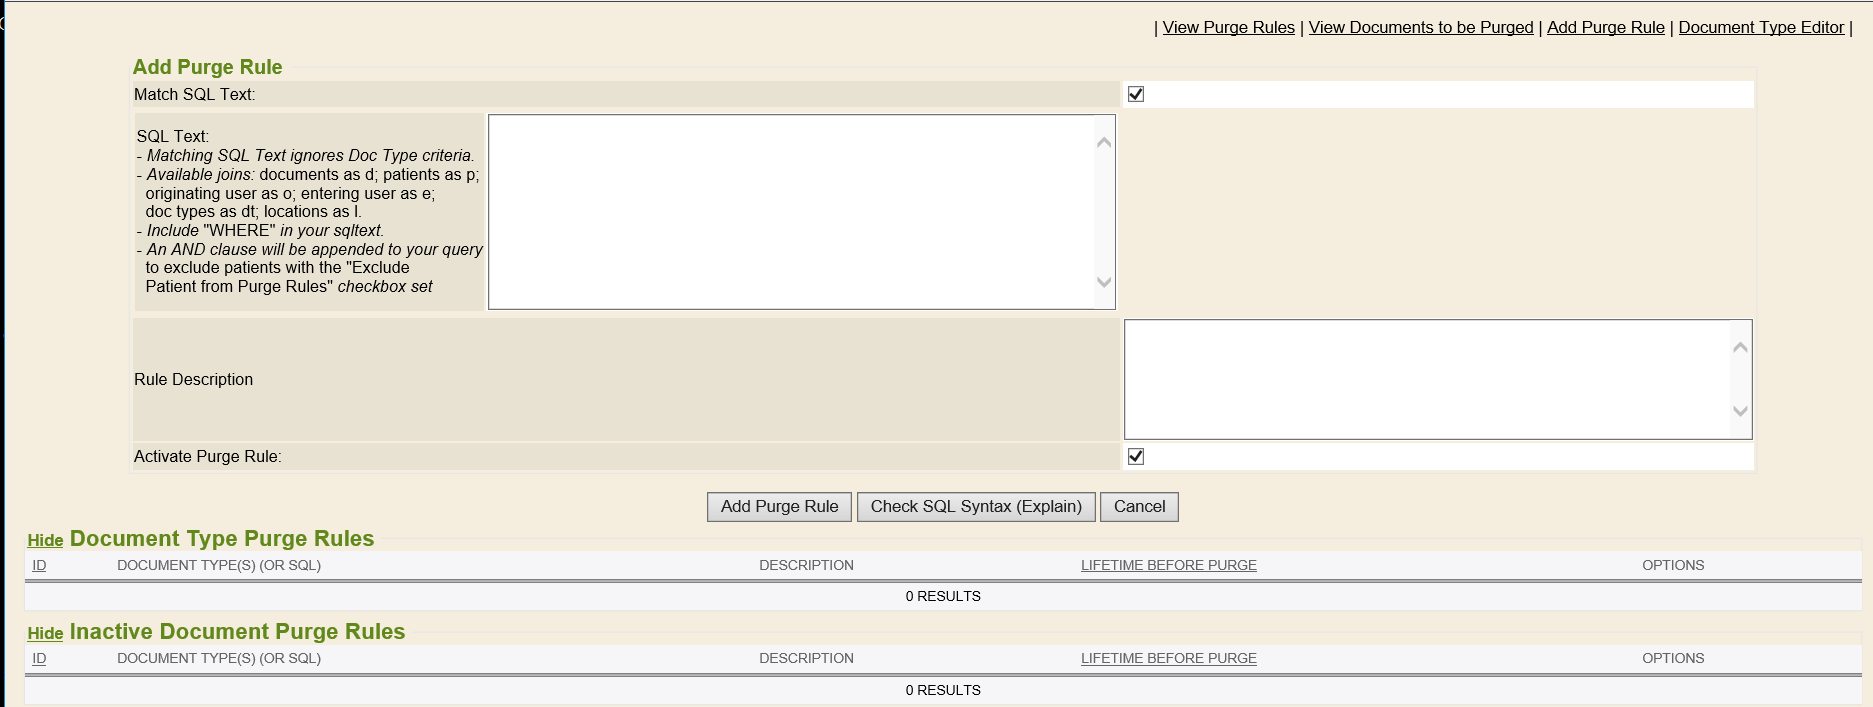 | View Purge Rules | View Documents to be Purged | Add Purge Rule | Document Type Editor |
Add Purge Rule
Match SQL Text:
SQL Text:
- Matching SQL Text ignores Doc Type criteria.
- Available joins: documents as d; patients as p;
originating user as o; entering user as e;
doc types as dt; locations as l.
- Include "WHERE" in your sqltext.
- An AND clause will be appended to your query
to exclude patients with the "Exclude
Patient from Purge Rules" checkbox set
Rule Description
Activate Purge Rule:
Add Purge Rule Check SQL Syntax (Explain) Cancel
Hide Document Type Purge Rules
ID DOCUMENT TYPE(S) (OR SQL) DESCRIPTION LIFETIME BEFORE PURGE OPTIONS
0 RESULTS
Hide Inactive Document Purge Rules
ID DOCUMENT TYPE(S) (OR SQL) DESCRIPTION LIFETIME BEFORE PURGE OPTIONS
0 RESULTS